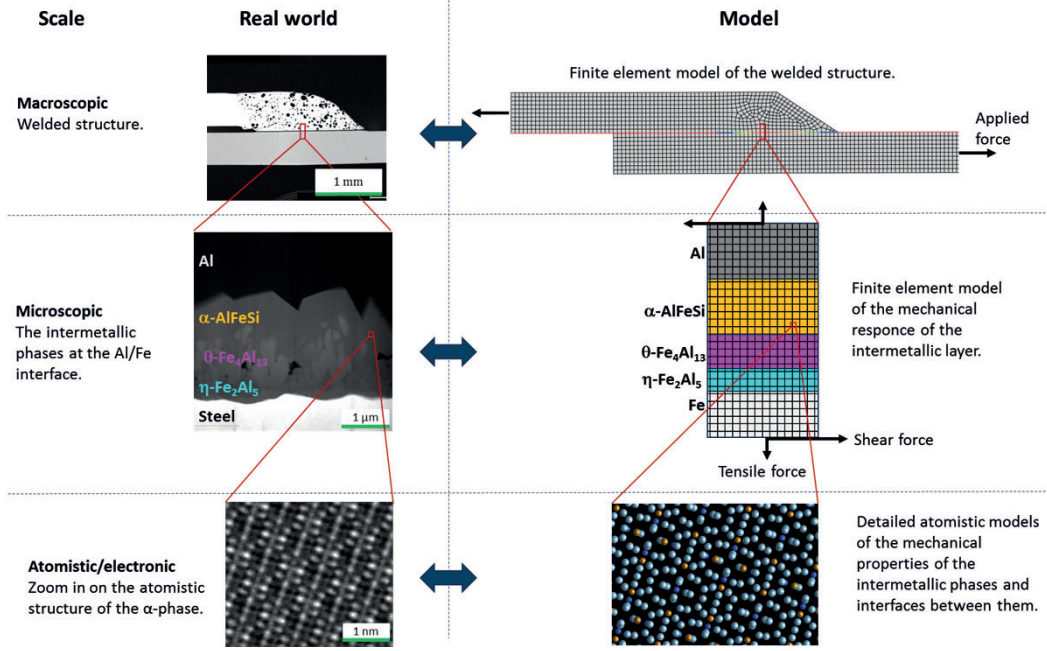 Scale
Real world
Model
Macroscopic
Welded structure.
1 mm
Finite element model of the welded structure.
Applied
force
Microscopic
The intermetallic
phases at the Al/Fe
interface.
Al
α-AlFeSi
θ-Fe₄Al₁₃
η-Fe₂Al₅
Steel
1 µm
Al
α-AlFeSi
θ-Fe₄Al₁₃
η-Fe₂Al₅
Fe
Shear force
Tensile force
Finite element model
of the mechanical
responce of the
intermetallic layer.
Atomistic/electronic
Zoom in on the atomistic
structure of the α-phase.
1 nm
Detailed atomistic models
of the mechanical
properties of the
intermetallic phases and
interfaces between them.